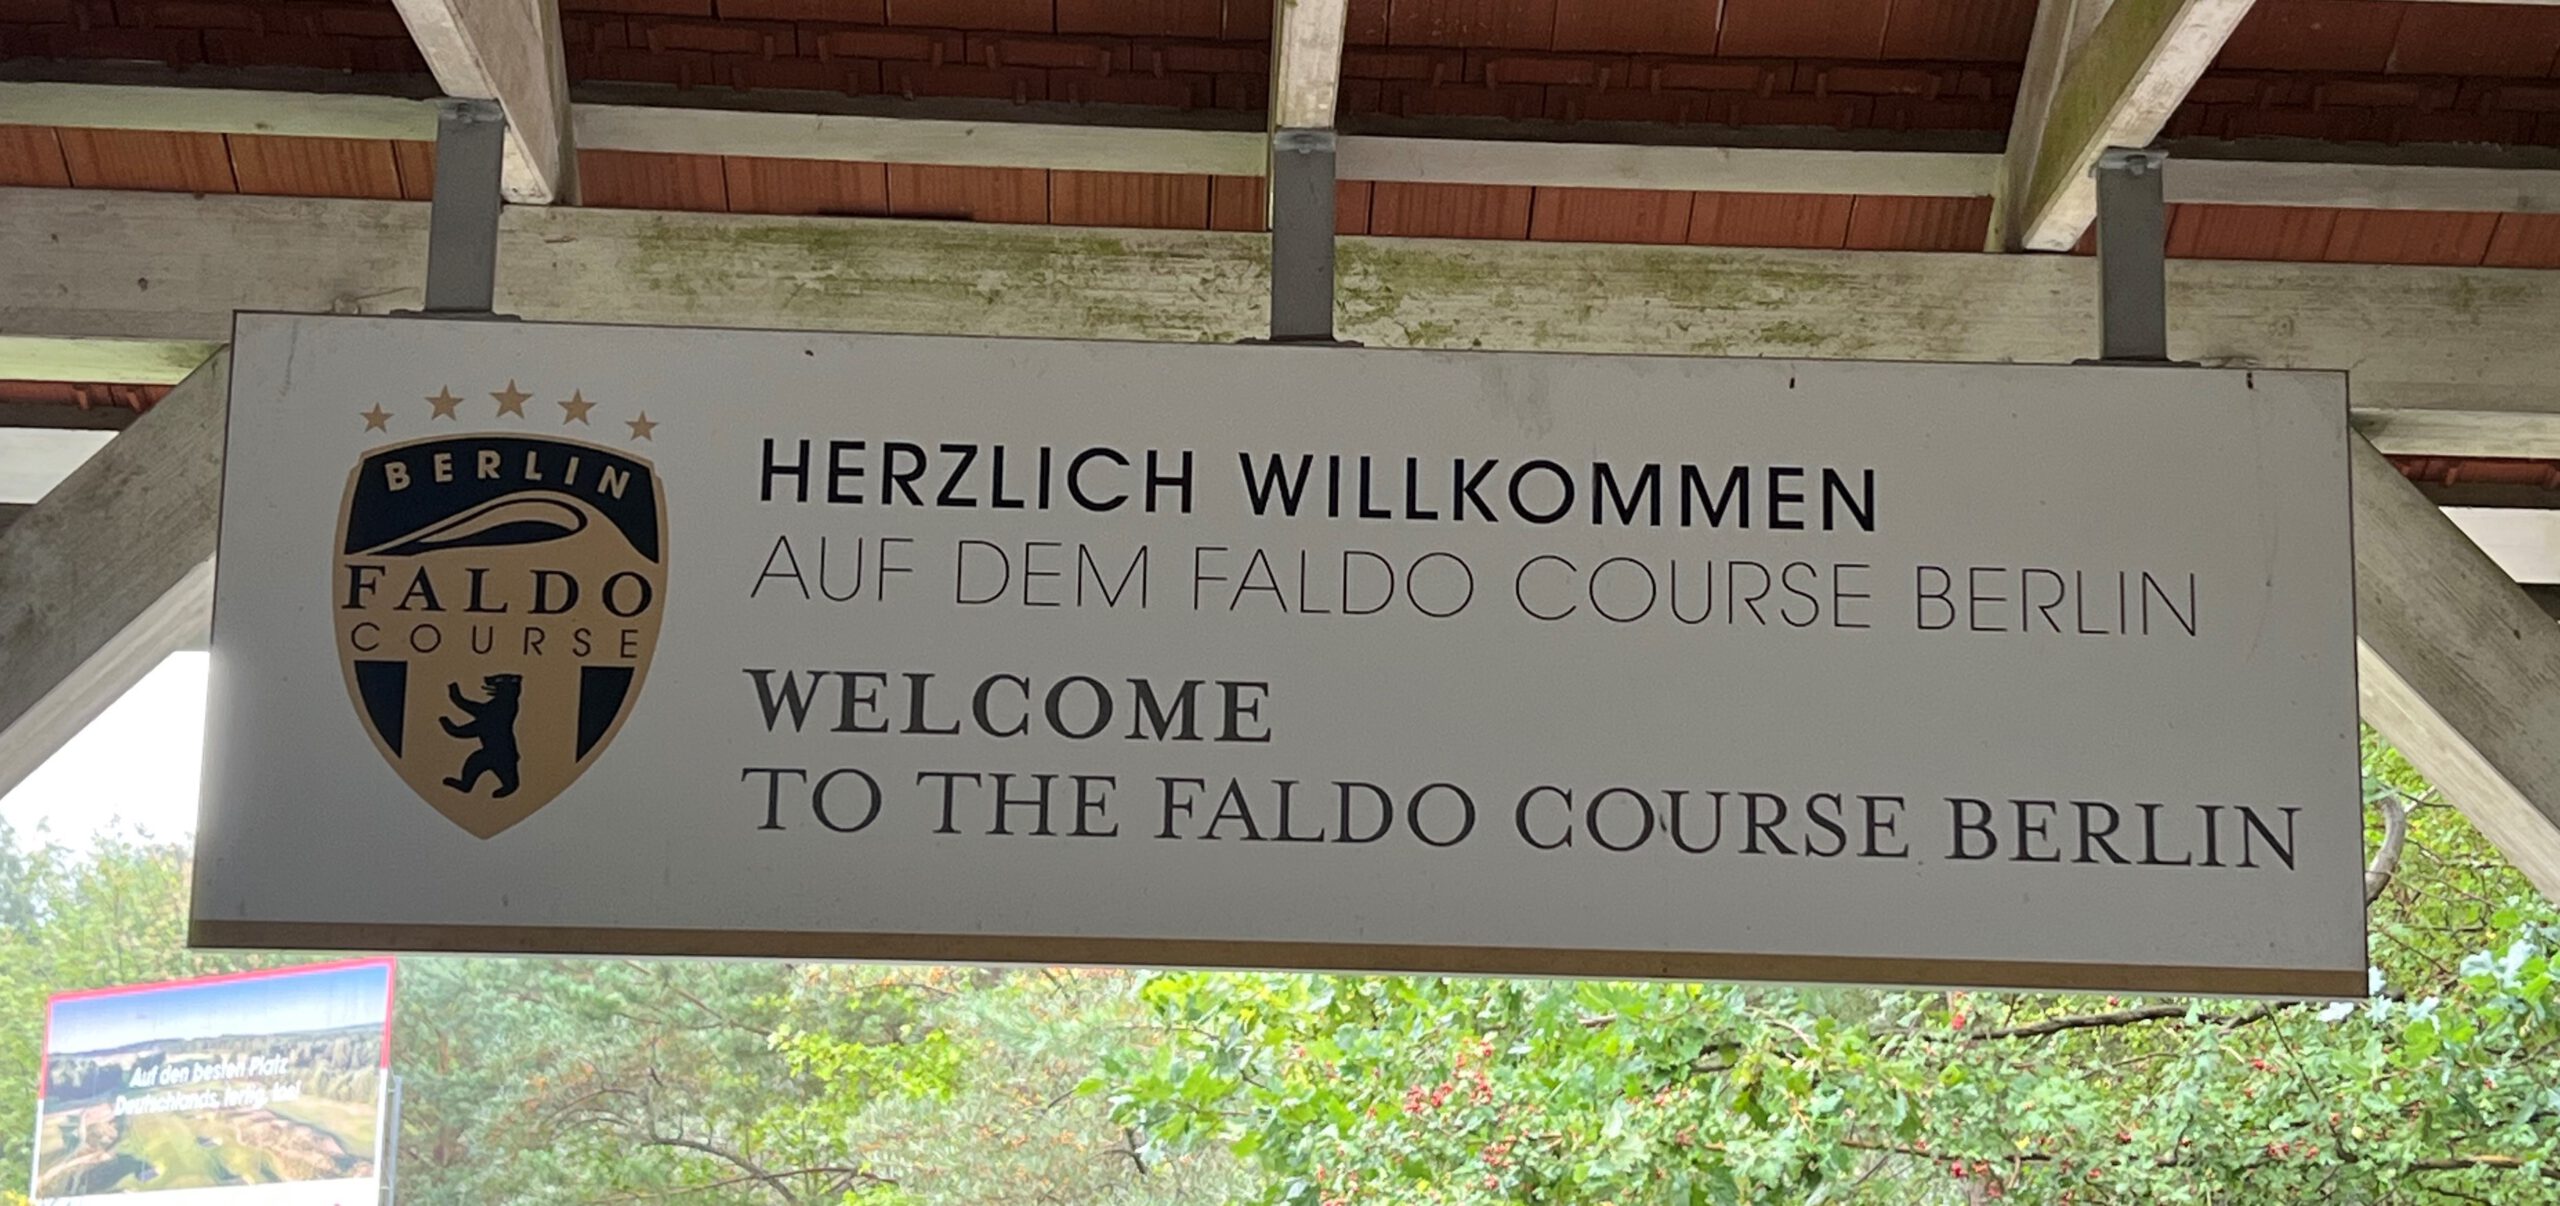 BERLIN
FALDO
COURSE
HERZLICH WILLKOMMEN
AUF DEM FALDO COURSE BERLIN
WELCOME
TO THE FALDO COURSE BERLIN
Auf den besten Platz
Deutschlands, fertig, los!